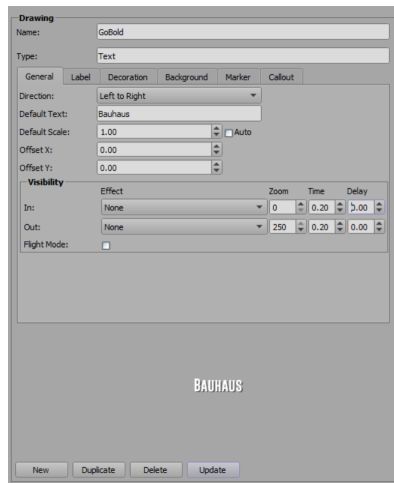 Drawing
Name: GoBold
Type: Text
General Label Decoration Background Marker Callout
Direction: Left to Right
Default Text: Bauhaus
Default Scale: 1.00 Auto
Offset X: 0.00
Offset Y: 0.00
Visibility
Effect Zoom Time Delay
In: None 0 0.20 0.00
Out: None 250 0.20 0.00
Flight Mode:
BAUHAUS
New Duplicate Delete Update